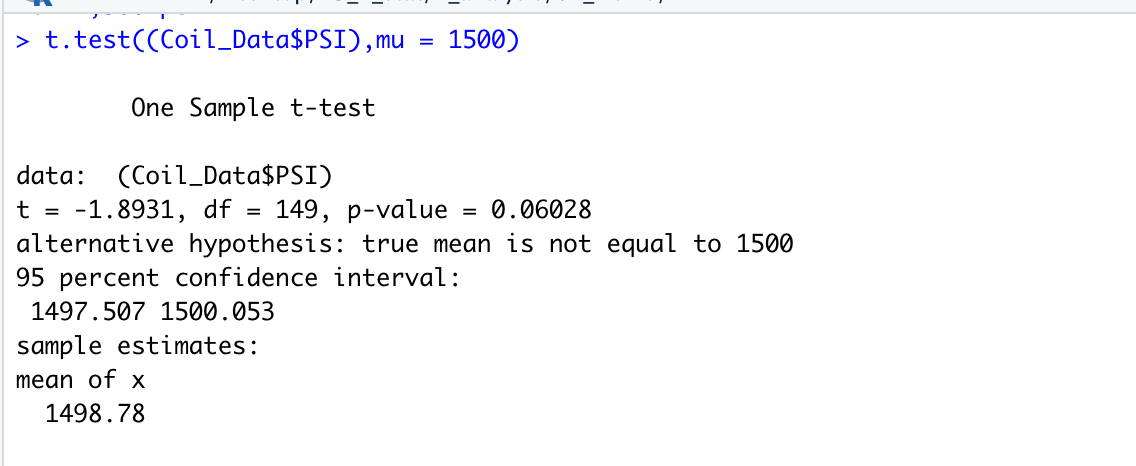 > t.test((Coil_Data$PSI),mu = 1500)
One Sample t-test
data:  (Coil_Data$PSI)
t = -1.8931, df = 149, p-value = 0.06028
alternative hypothesis: true mean is not equal to 1500
95 percent confidence interval:
 1497.507 1500.053
sample estimates:
mean of x
  1498.78